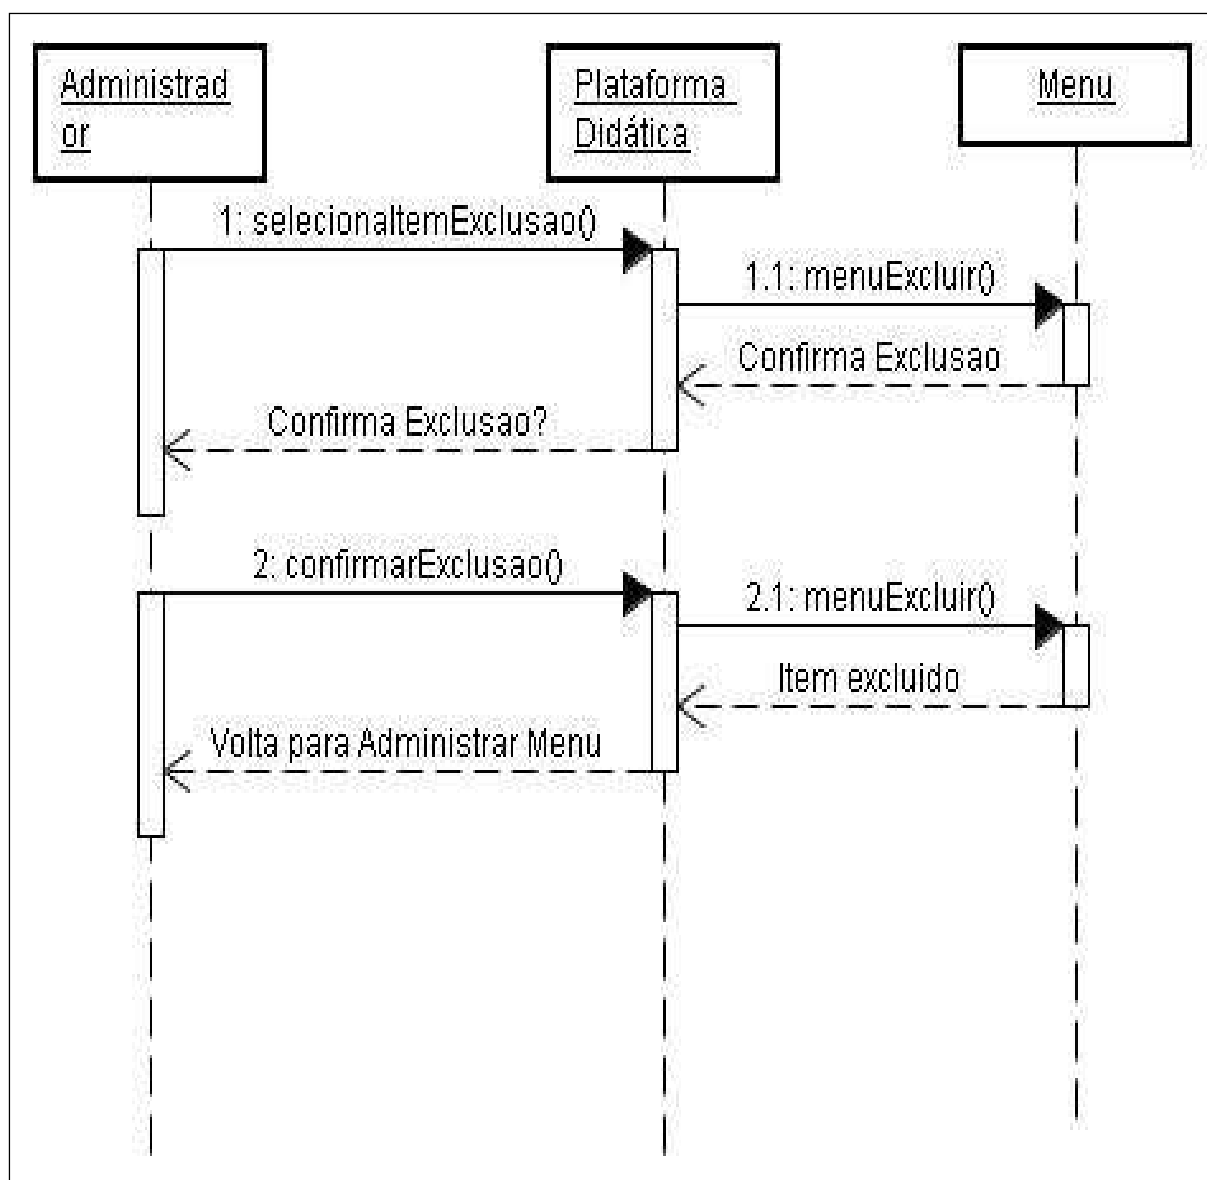 Administrad
or
Plataforma
Didática
Menu
1: selecionaItemExclusao()
1.1: menuExcluir()
Confirma Exclusao
Confirma Exclusao?
2: confirmarExclusao()
2.1: menuExcluir()
Item excluido
Volta para Administrar Menu